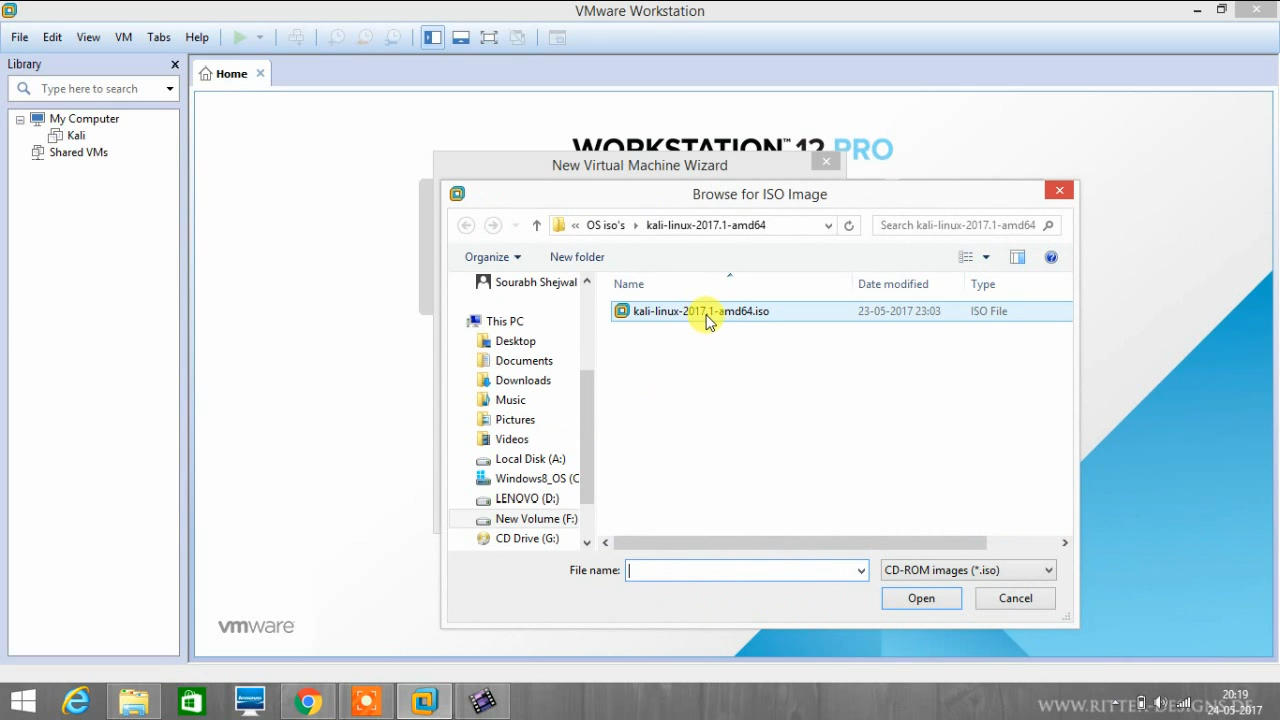 VMware Workstation
File Edit View VM Tabs Help
Library
Type here to search
My Computer
Kali
Shared VMs
Home
WORKSTATION™ 12 PRO
New Virtual Machine Wizard
Browse for ISO Image
« OS iso's kali-linux-2017.1-amd64
Search kali-linux-2017.1-amd64
Organize New folder
Name Date modified Type
kali-linux-2017.1-amd64.iso 23-05-2017 23:03 ISO File
Sourabh Shejwal
This PC
Desktop
Documents
Downloads
Music
Pictures
Videos
Local Disk (A:)
Windows8_OS (C
LENOVO (D:)
New Volume (F:)
CD Drive (G:)
File name: CD-ROM images (*.iso)
Open Cancel
vmware
20:19
24-05-2017